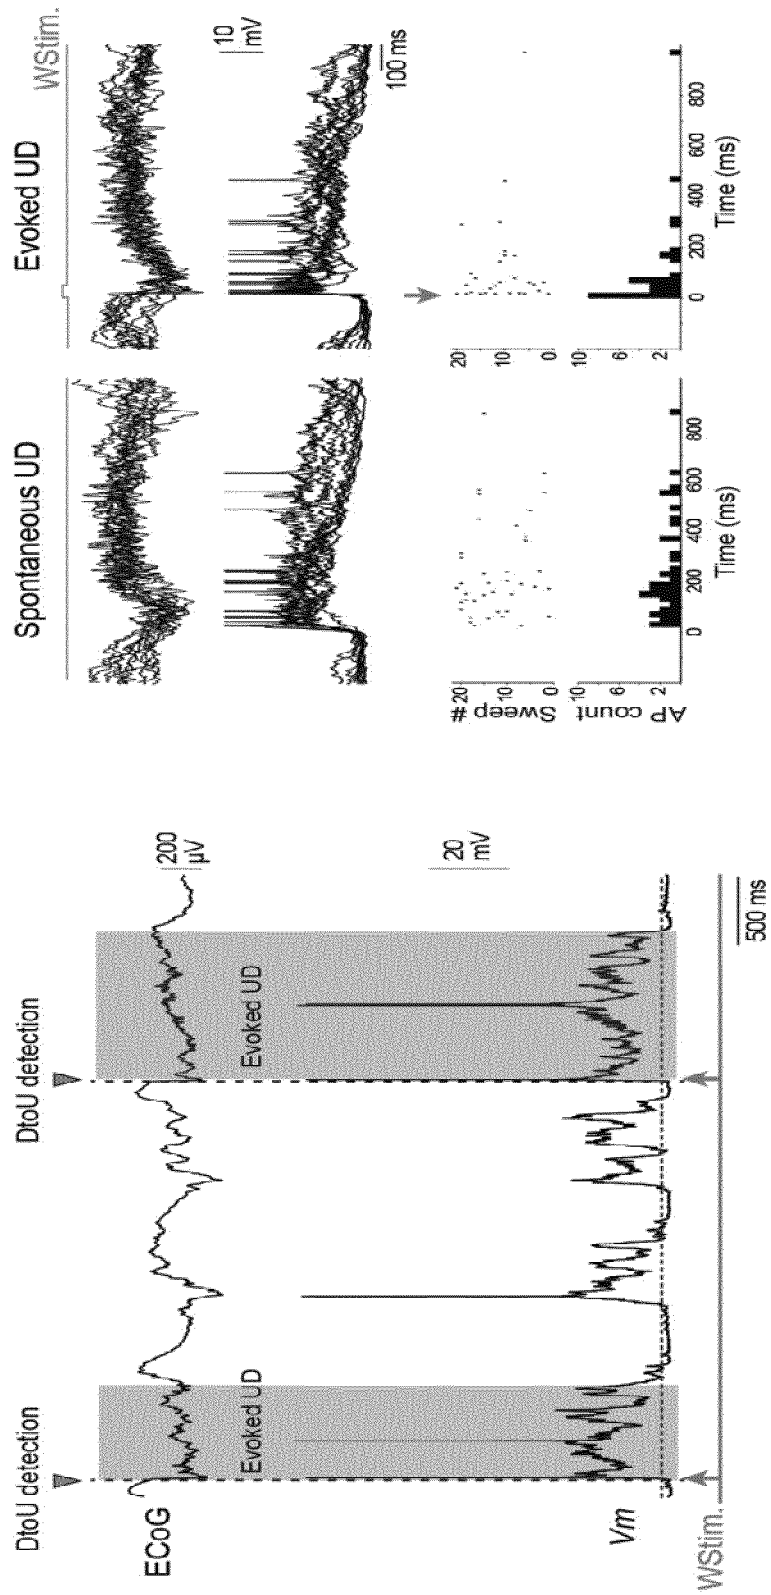 DtoU detection
DtoU detection
ECoG
200
µV
Evoked UD
Evoked UD
20
mV
Vm
WStim.
500 ms
Spontaneous UD
Evoked UD
WStim.
10
mV
100 ms
Sweep #
20
10
0
20
10
0
AP count
10
6
2
10
6
2
0
200
400
600
800
Time (ms)
0
200
400
600
800
Time (ms)